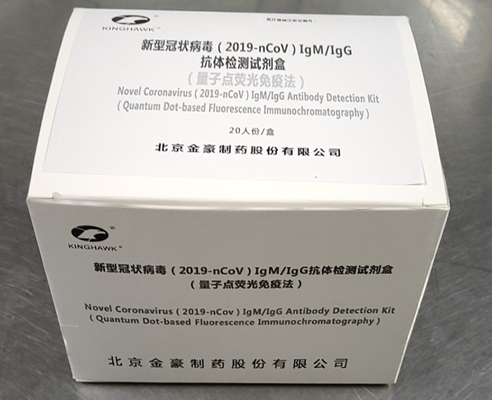 KINGHAWK™
新型冠状病毒（2019-nCoV）IgM/IgG
抗体检测试剂盒
（量子点荧光免疫法）
Novel Coronavirus（2019-nCoV）IgM/IgG Antibody Detection Kit
（Quantum Dot-based Fluorescence Immunochromatography）
20人份/盒
北京金豪制药股份有限公司
®
KINGHAWK™
新型冠状病毒（2019-nCoV）IgM/IgG抗体检测试剂盒
（量子点荧光免疫法）
Novel Coronavirus（2019-nCov）IgM/IgG Antibody Detection Kit
（Quantum Dot-based Fluorescence Immunochromatography）
北京金豪制药股份有限公司